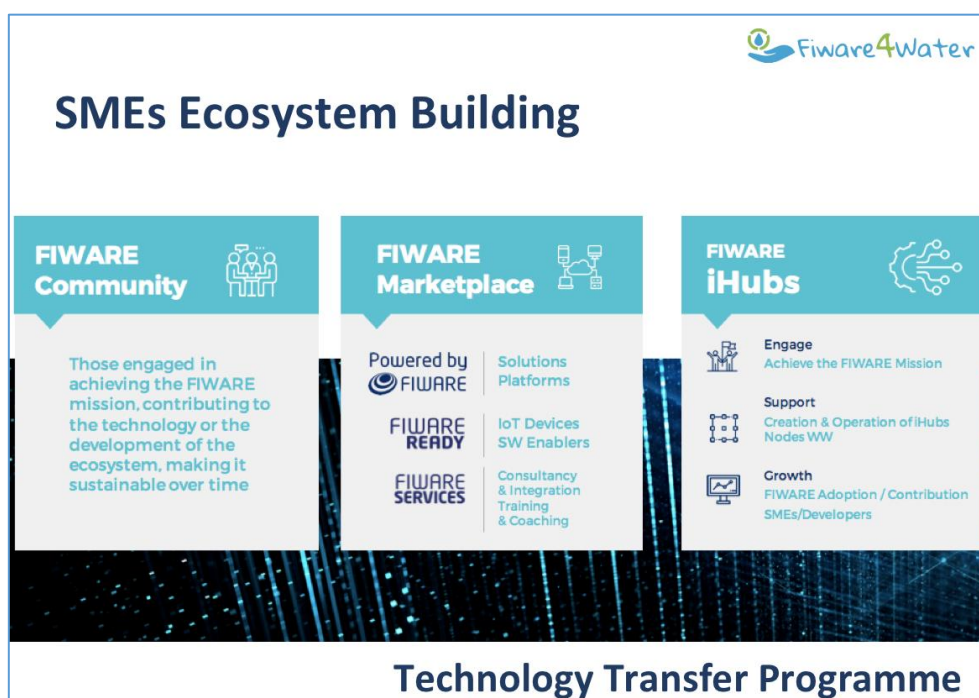 Fiware4Water
SMEs Ecosystem Building
FIWARE
Community
Those engaged in
achieving the FIWARE
mission, contributing to
the technology or the
development of the
ecosystem, making it
sustainable over time
FIWARE
Marketplace
Powered by
FIWARE
Solutions
Platforms
FIWARE
READY
IoT Devices
SW Enablers
FIWARE
SERVICES
Consultancy
& Integration
Training
& Coaching
FIWARE
iHubs
Engage
Achieve the FIWARE Mission
Support
Creation & Operation of iHubs
Nodes WW
Growth
FIWARE Adoption / Contribution
SMEs/Developers
Technology Transfer Programme